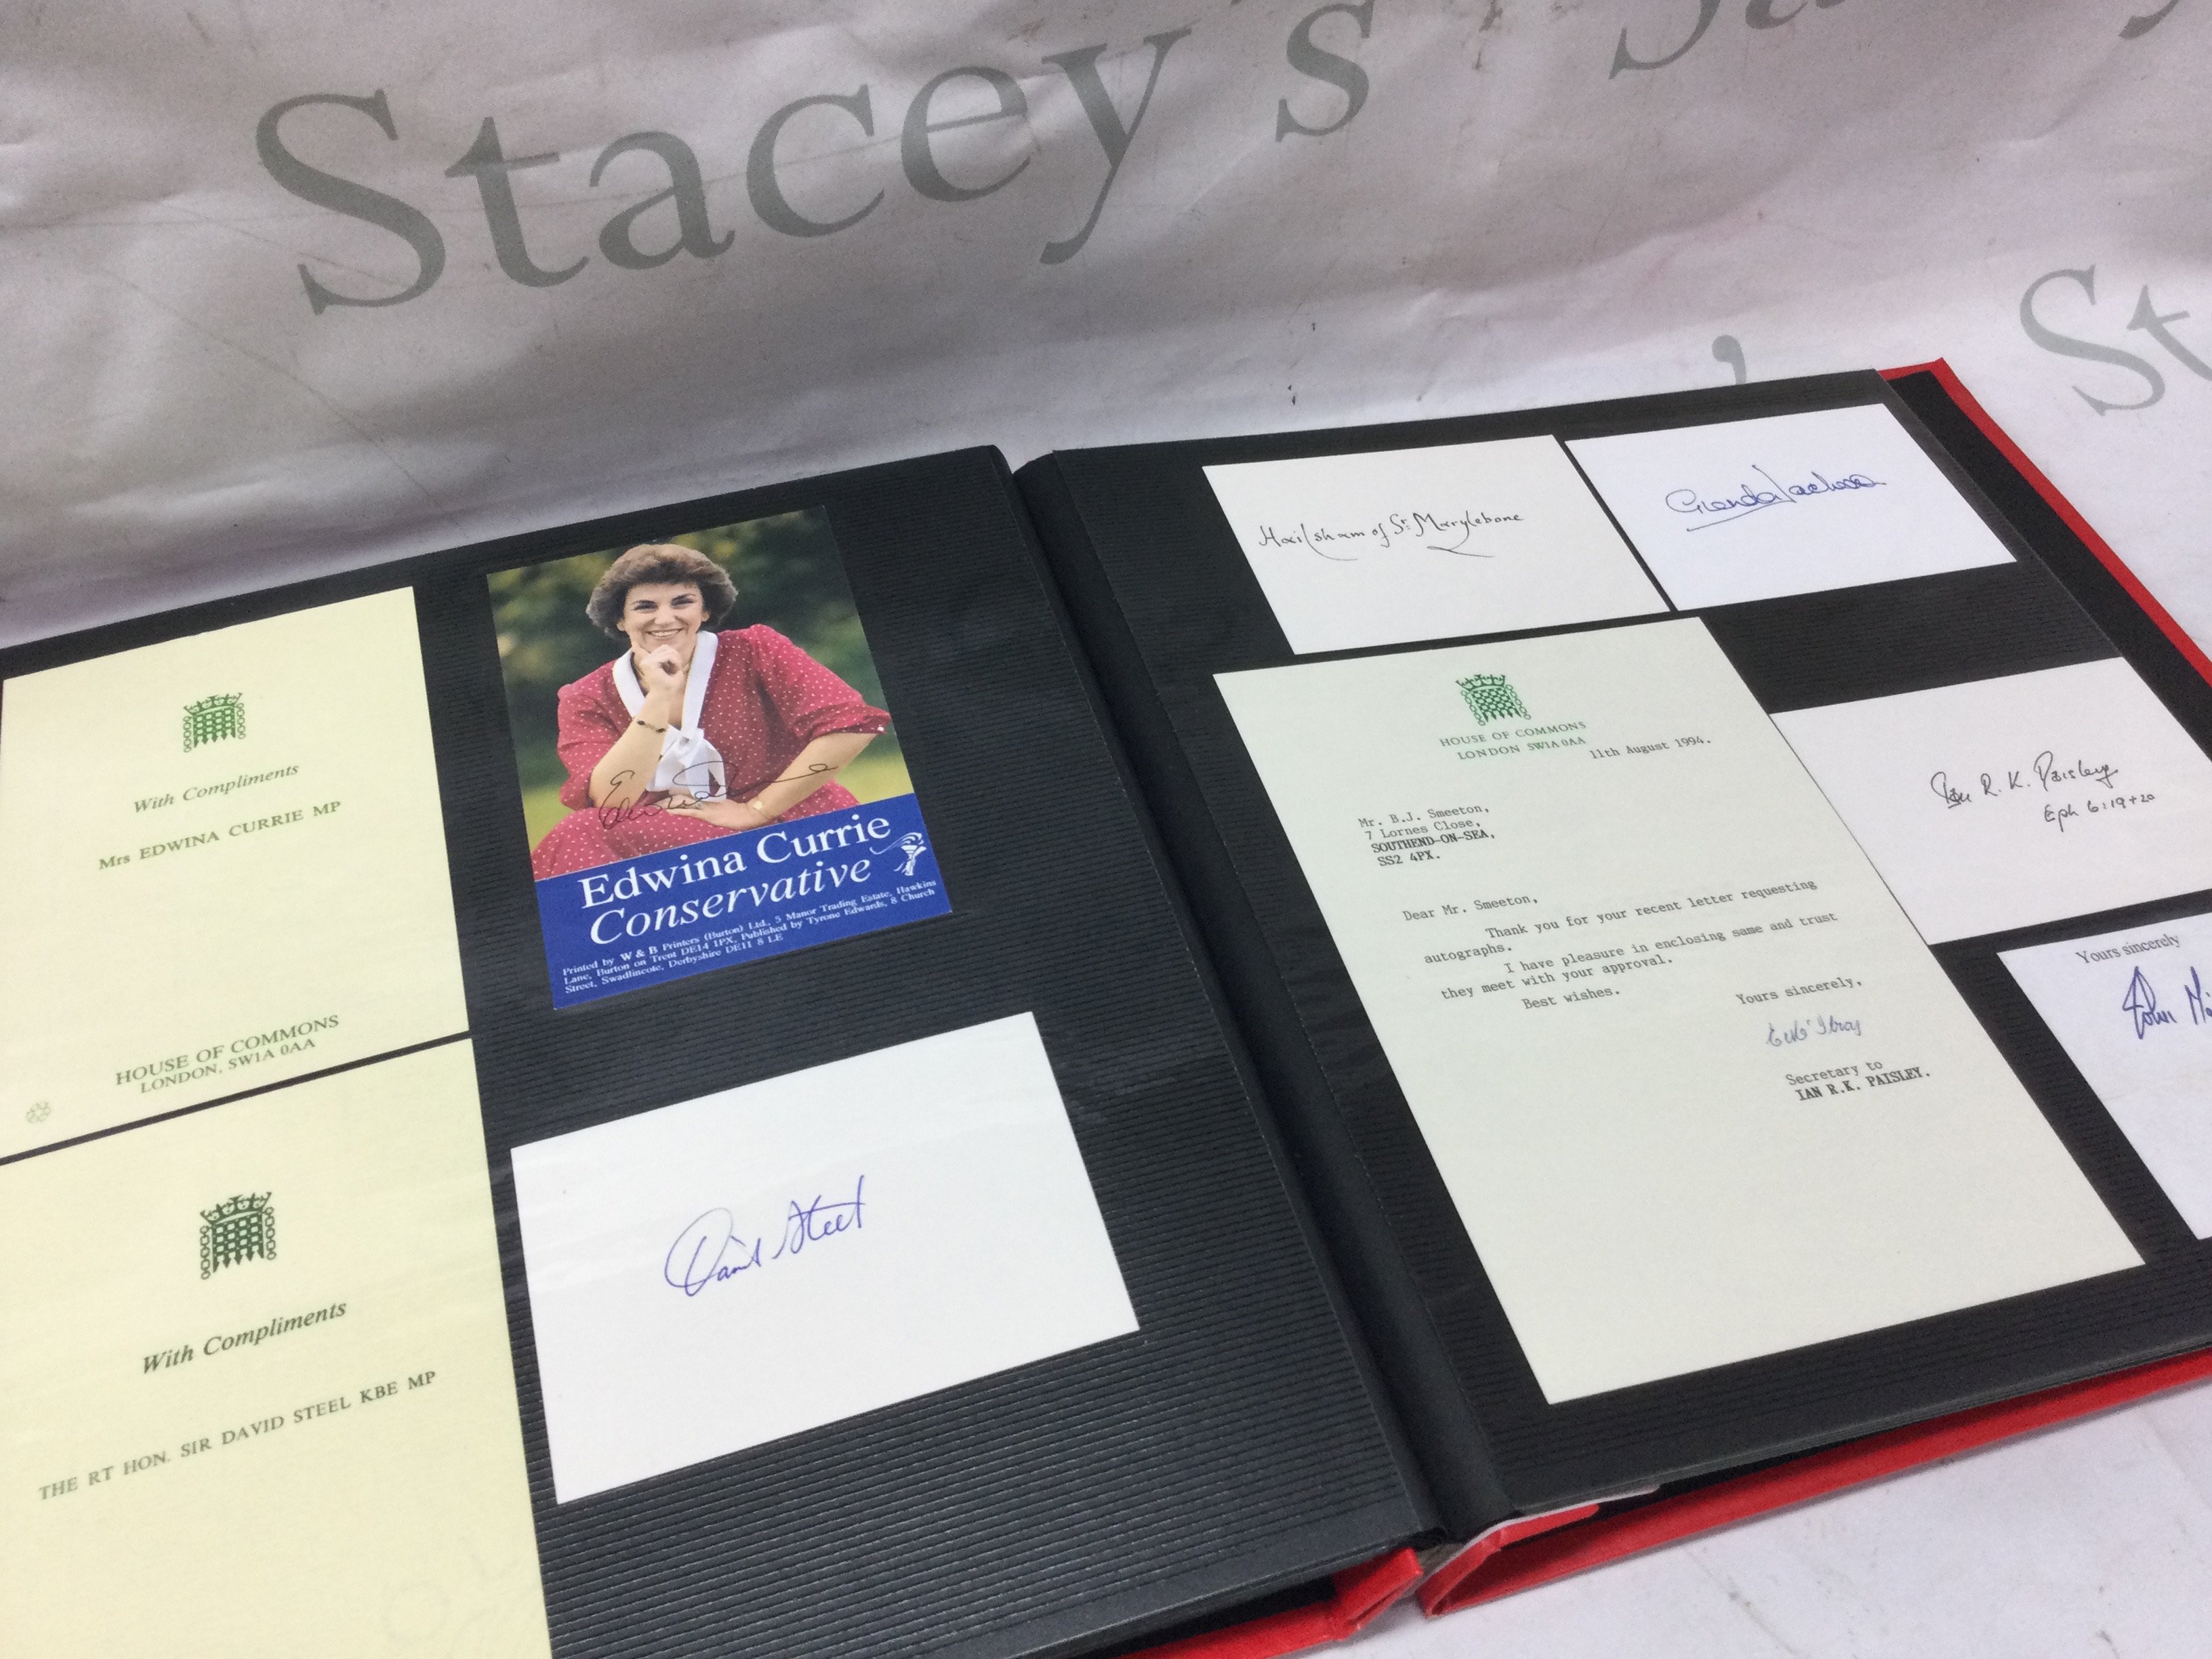 Stacey's
With Compliments
Mrs EDWINA CURRIE MP
HOUSE OF COMMONS
LONDON, SW1A 0AA
With Compliments
THE RT HON. SIR DAVID STEEL KBE MP
Edwina Currie
Conservative
Printed by W & B Printers (Burton) Ltd., 5 Manor Trading Estate, Hawkins
Lane, Burton on Trent DE14 1PX. Published by Tyrone Edwards, 8 Church
Street, Swadlincote, Derbyshire DE11 8 LE
David Steel
Hailsham of St. Marylebone
Glenda Jackson
HOUSE OF COMMONS
LONDON SW1A 0AA
11th August 1994.
Mr. B.J. Smeeton,
7 Lornes Close,
SOUTHEND-ON-SEA,
SS2 4PX.
Dear Mr. Smeeton,
Thank you for your recent letter requesting
autographs.
I have pleasure in enclosing same and trust
they meet with your approval.
Best wishes.
Yours sincerely,
Secretary to
IAN R.K. PAISLEY.
Ian R. K. Paisley
Eph 6:19+20
Yours sincerely
John